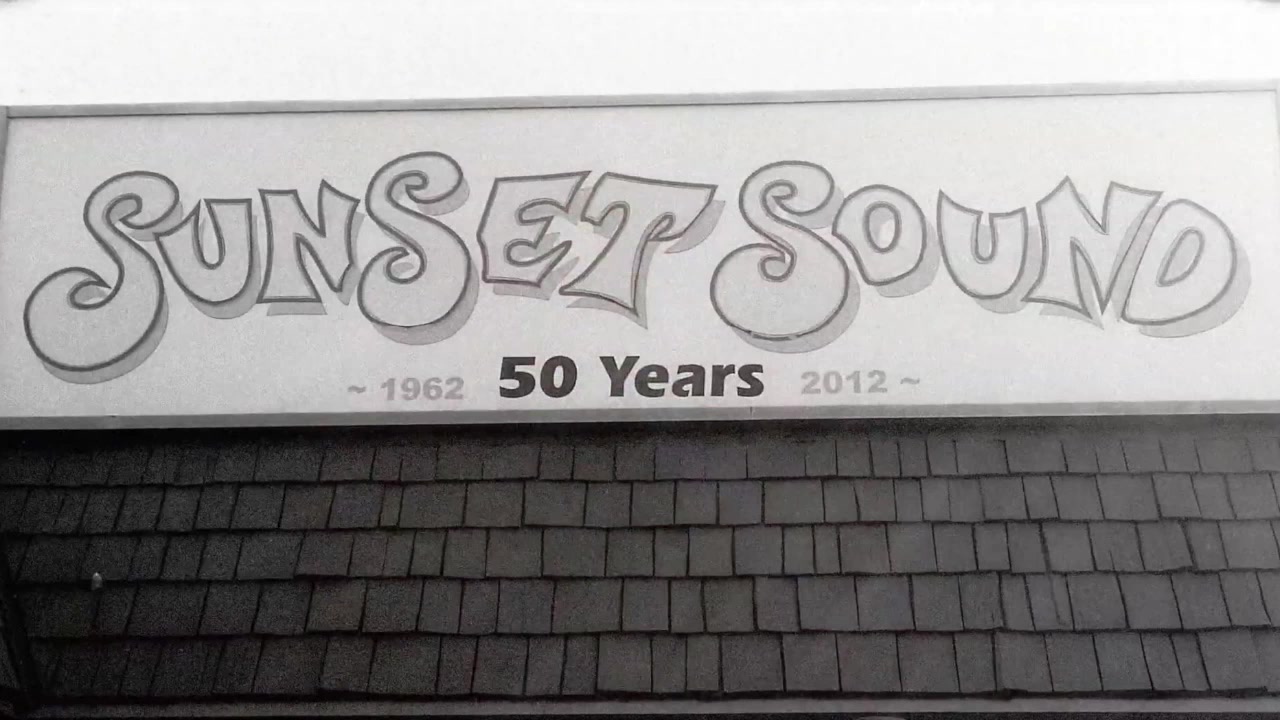 SUNSET SOUND
~ 1962 50 Years 2012 ~